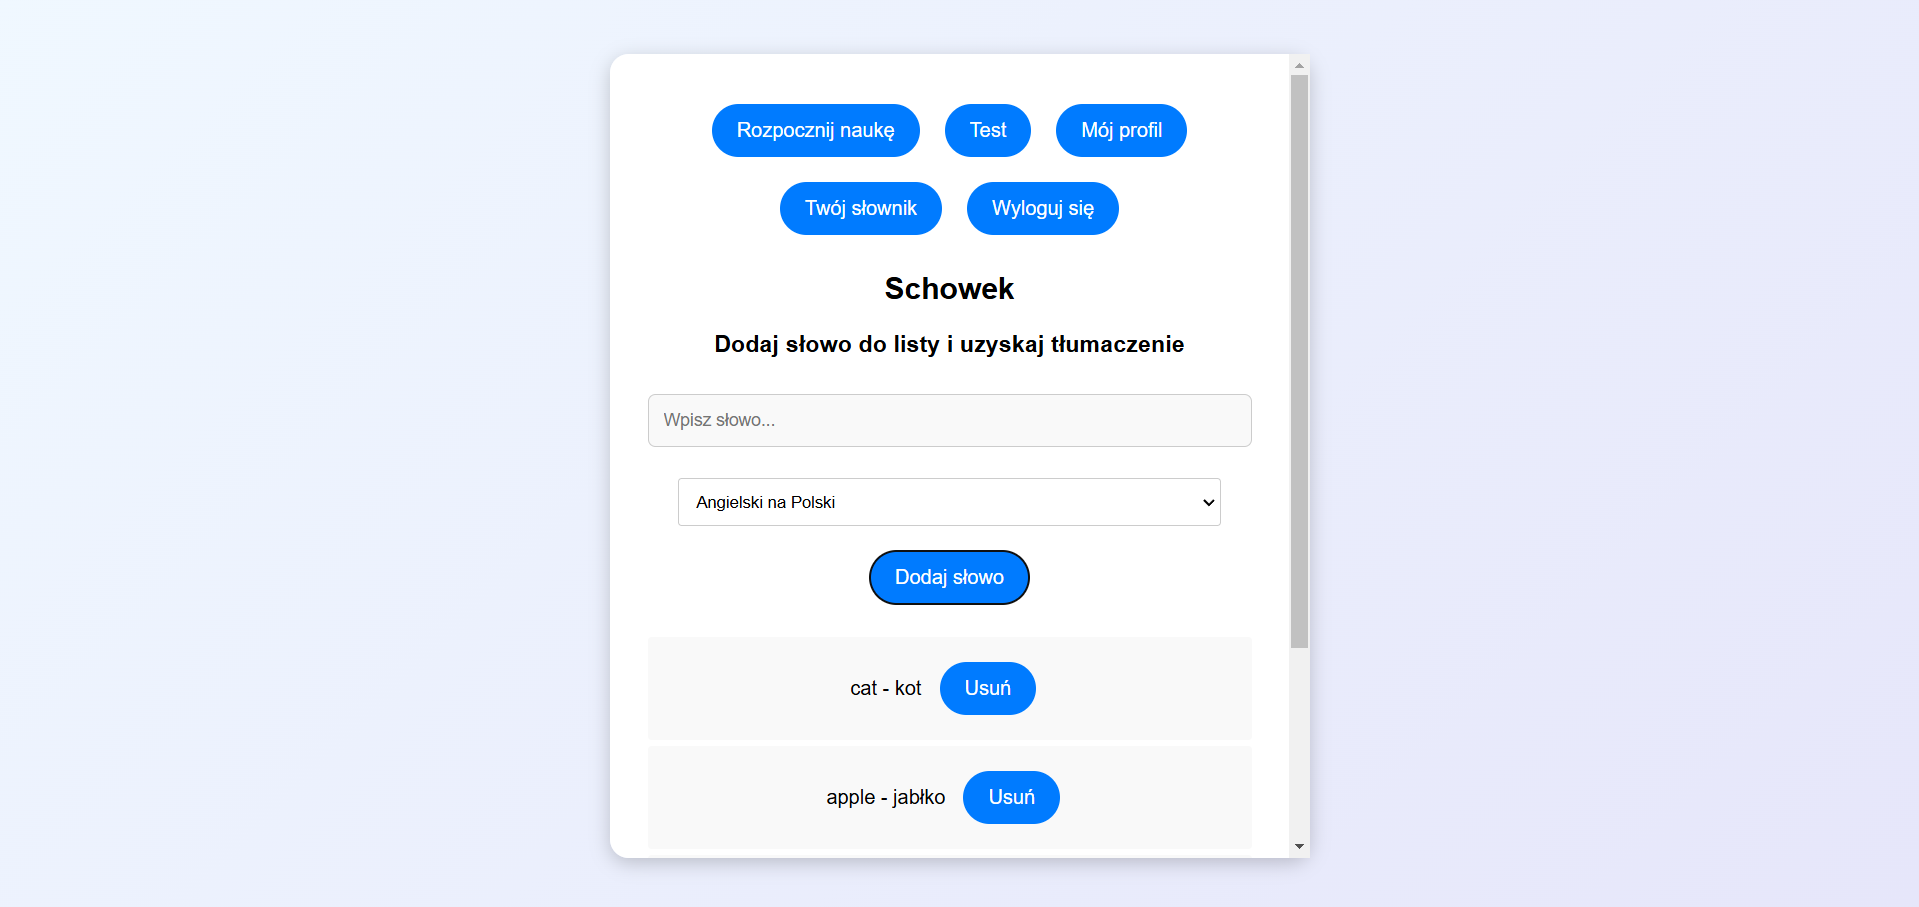 Rozpocznij naukę Test Mój profil
Twój słownik Wyloguj się
Schowek
Dodaj słowo do listy i uzyskaj tłumaczenie
Wpisz słowo...
Angielski na Polski
Dodaj słowo
cat - kot Usuń
apple - jabłko Usuń